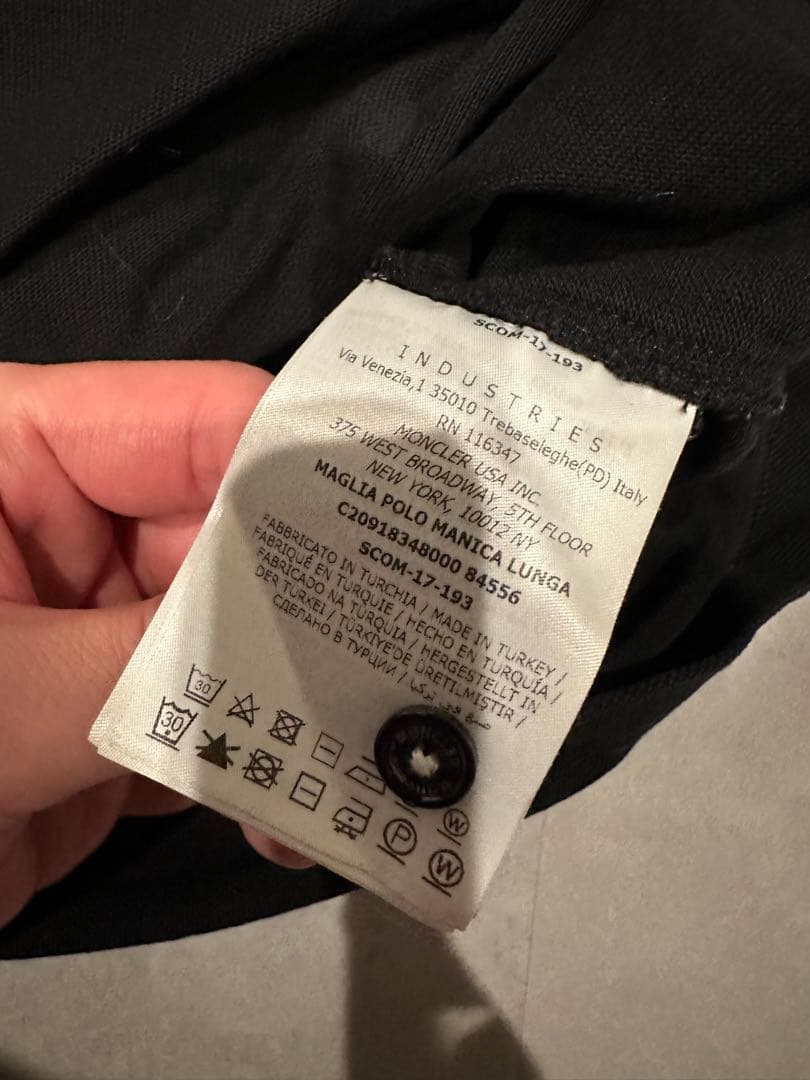 SCOM-17-193
INDUSTRIES
Via Venezia,1 35010 Trebaseleghe(PD) Italy
RN 116347
MONCLER USA INC.
375 WEST BROADWAY, 5TH FLOOR
NEW YORK, 10012 NY
MAGLIA POLO MANICA LUNGA
C20918348000 84556
SCOM-17-193
FABBRICATO IN TURCHIA / MADE IN TURKEY /
FABRIQUÉ EN TURQUIE / HECHO EN TURQUÍA /
FABRICADO NA TURQUIA / HERGESTELLT IN
DER TÜRKEI / TÜRKIYE'DE ÜRETILMIŞTIR /
СДЕЛАНО В ТУРЦИИ /
30
W
30
P
W